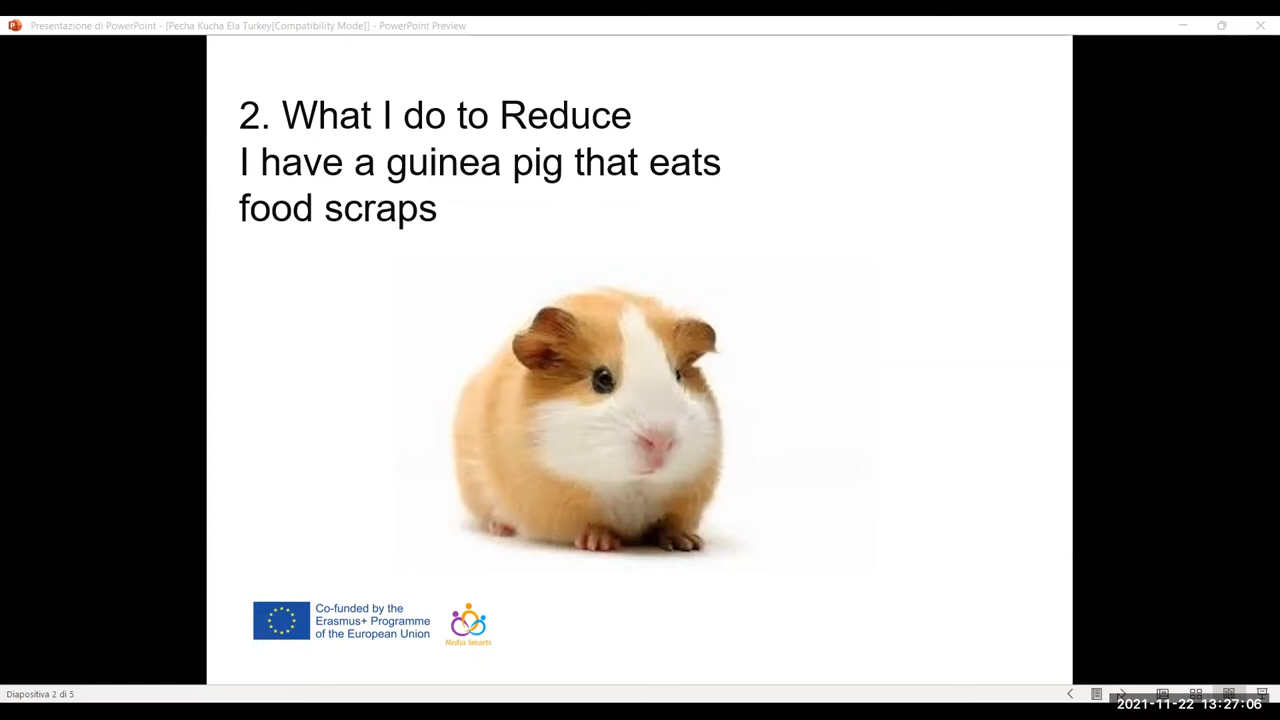 Presentazione di PowerPoint - [Pecha Kucha Ela Turkey[Compatibility Mode]] - PowerPoint Preview
2. What I do to Reduce
I have a guinea pig that eats
food scraps
Co-funded by the
Erasmus+ Programme
of the European Union
Media Smarts
Diapositiva 2 di 5
2021-11-22 13:27:06